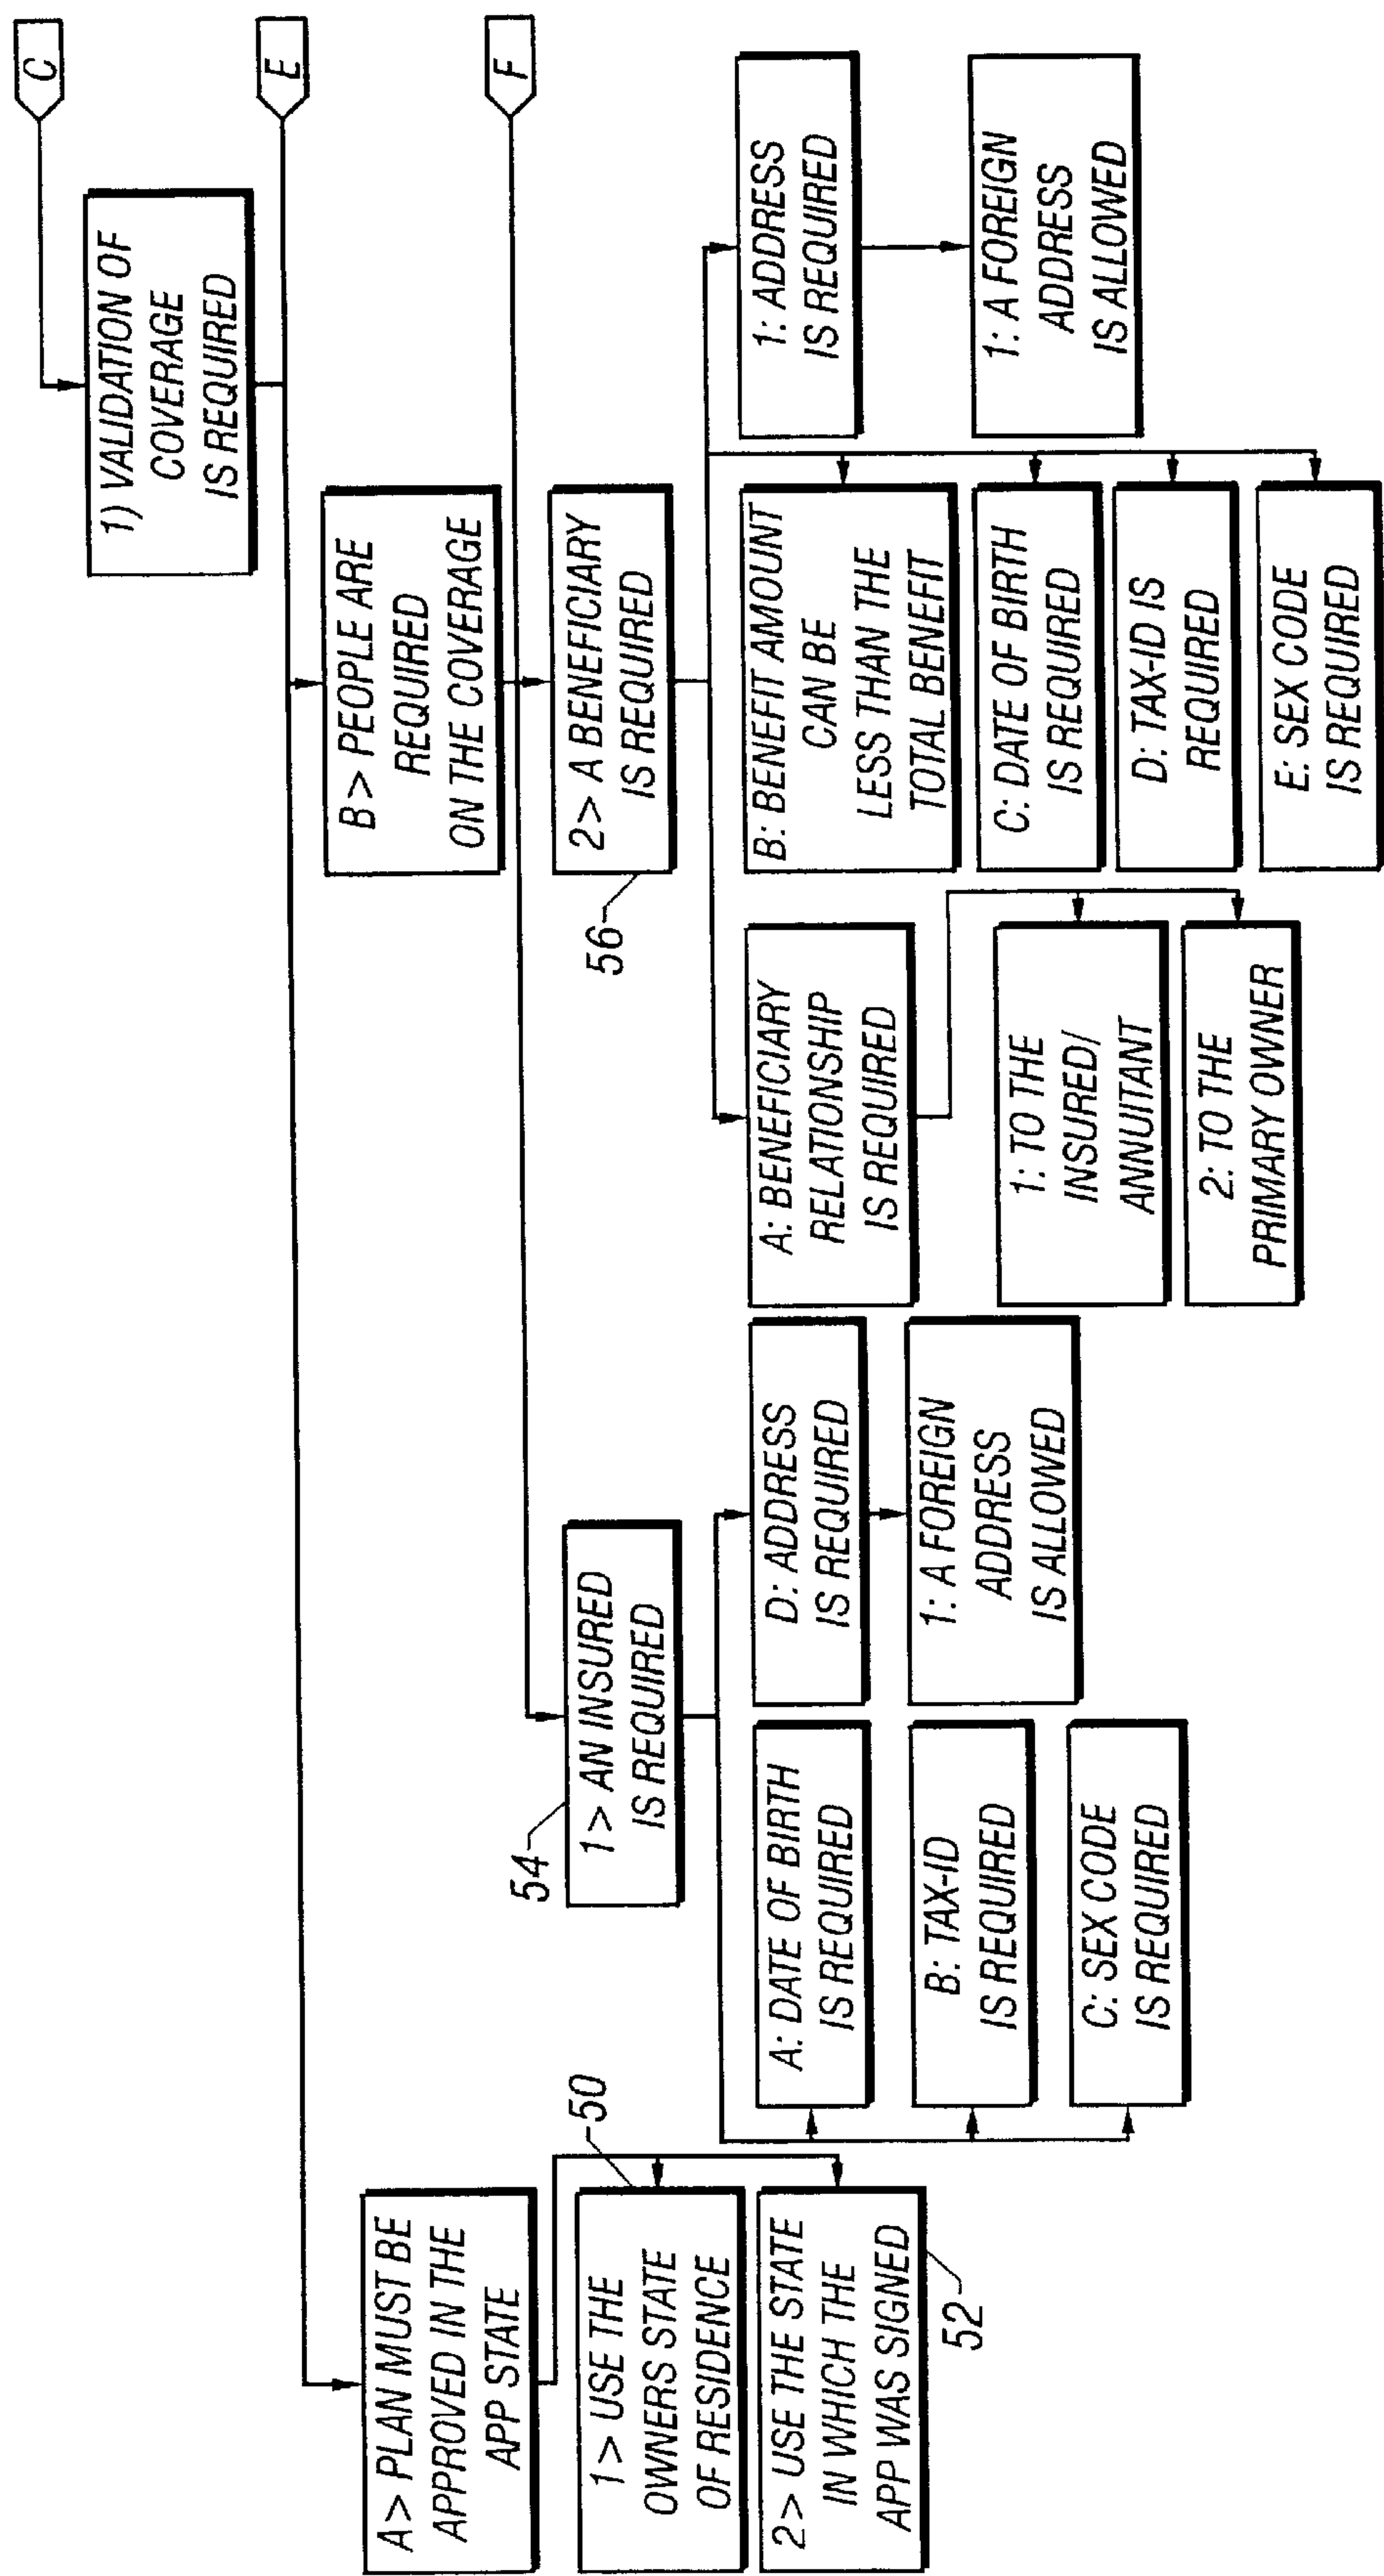 C
1) VALIDATION OF
COVERAGE
IS REQUIRED
E
A> PLAN MUST BE
APPROVED IN THE
APP STATE
50
1> USE THE
OWNERS STATE
OF RESIDENCE
2> USE THE STATE
IN WHICH THE
APP WAS SIGNED
52
B> PEOPLE ARE
REQUIRED
ON THE COVERAGE
F
54
1> AN INSURED
IS REQUIRED
A: DATE OF BIRTH
IS REQUIRED
B: TAX-ID
IS REQUIRED
C: SEX CODE
IS REQUIRED
D: ADDRESS
IS REQUIRED
1: A FOREIGN
ADDRESS
IS ALLOWED
56
2> A BENEFICIARY
IS REQUIRED
A: BENEFICIARY
RELATIONSHIP
IS REQUIRED
1: TO THE
INSURED/
ANNUITANT
2: TO THE
PRIMARY OWNER
B: BENEFIT AMOUNT
CAN BE
LESS THAN THE
TOTAL BENEFIT
C: DATE OF BIRTH
IS REQUIRED
D: TAX-ID IS
REQUIRED
E: SEX CODE
IS REQUIRED
1: ADDRESS
IS REQUIRED
1: A FOREIGN
ADDRESS
IS ALLOWED